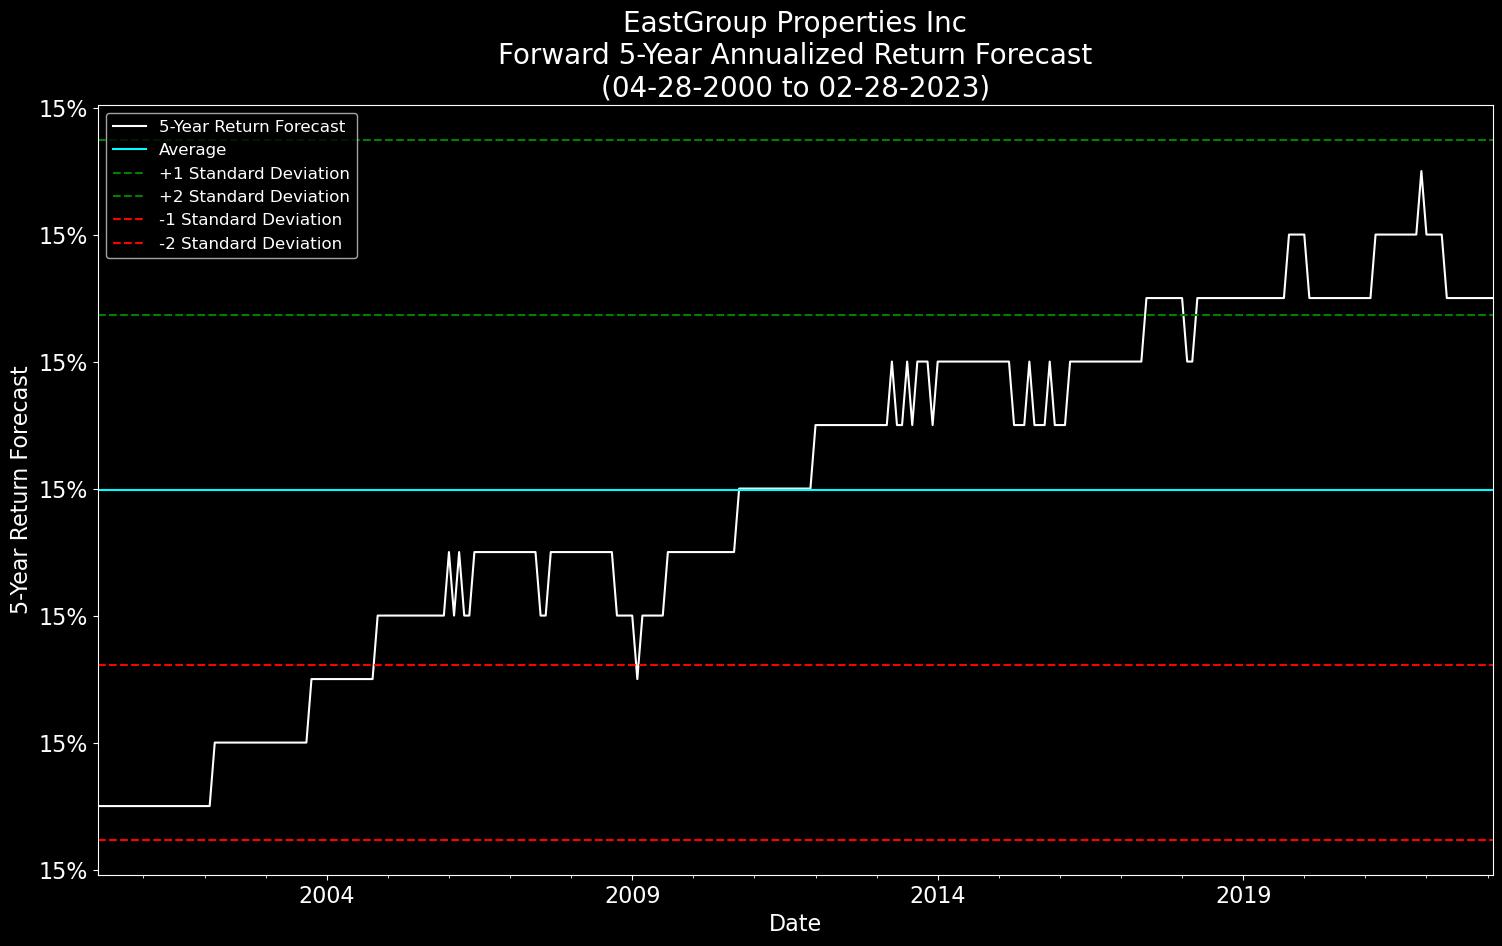 EastGroup Properties Inc
Forward 5-Year Annualized Return Forecast
(04-28-2000 to 02-28-2023)
15%
15%
15%
15%
15%
15%
15%
5-Year Return Forecast
5-Year Return Forecast
Average
+1 Standard Deviation
+2 Standard Deviation
-1 Standard Deviation
-2 Standard Deviation
2004
2009
2014
2019
Date